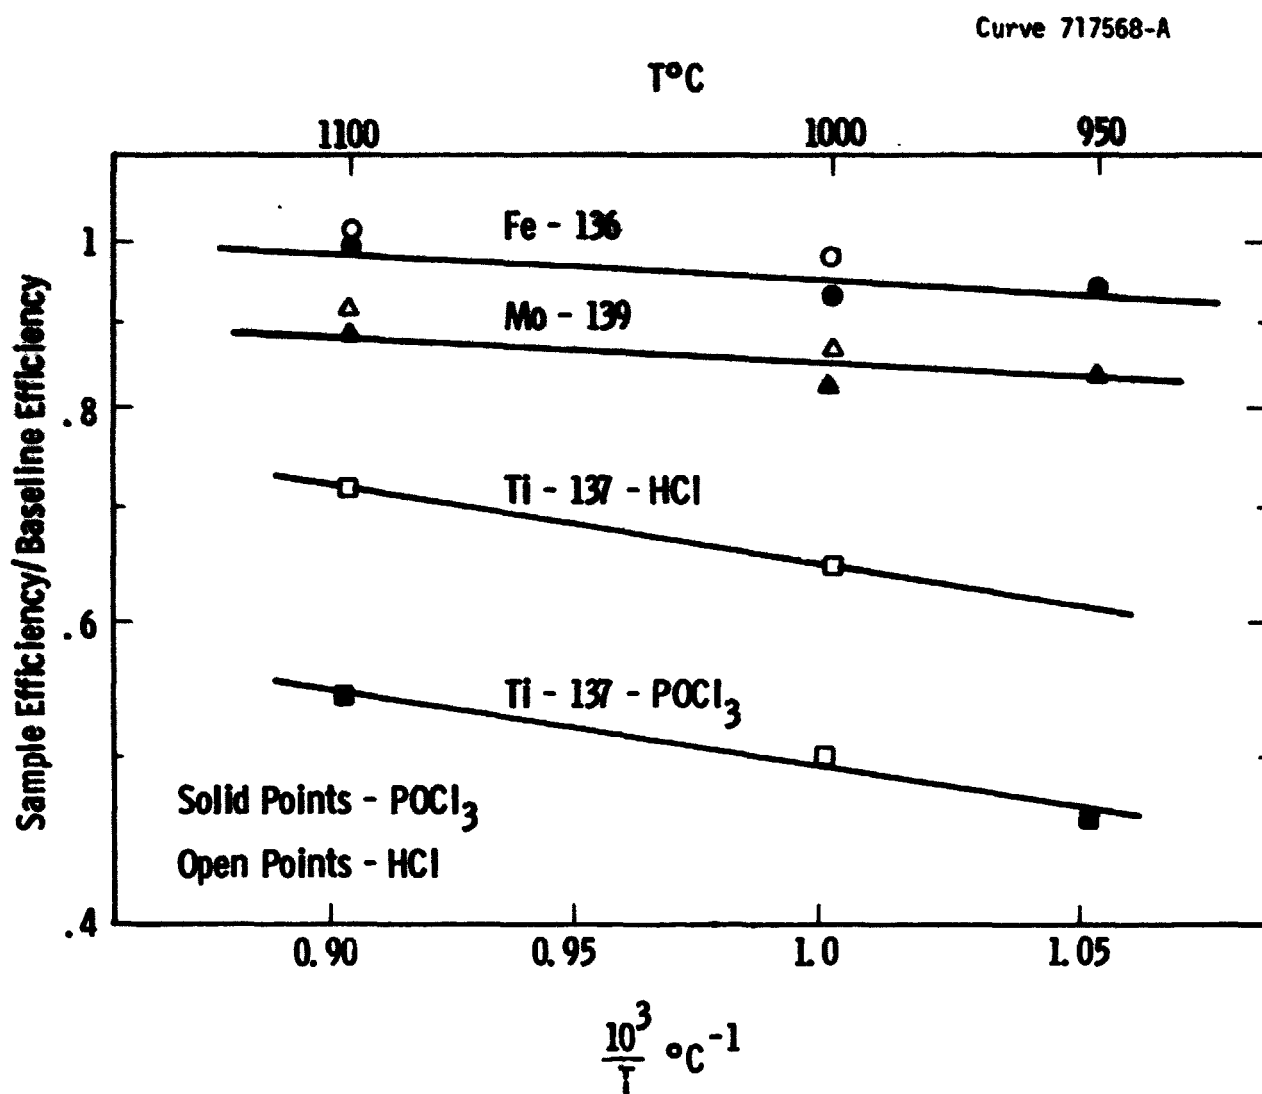 Curve 717568-A
T°C
1100 1000 950
1
.8
.6
.4
Sample Efficiency/Baseline Efficiency
Fe - 136
Mo - 139
Ti - 137 - HCl
Ti - 137 - POCl3
Solid Points - POCl3
Open Points - HCl
0.90 0.95 1.0 1.05
10^3
T
°C^-1